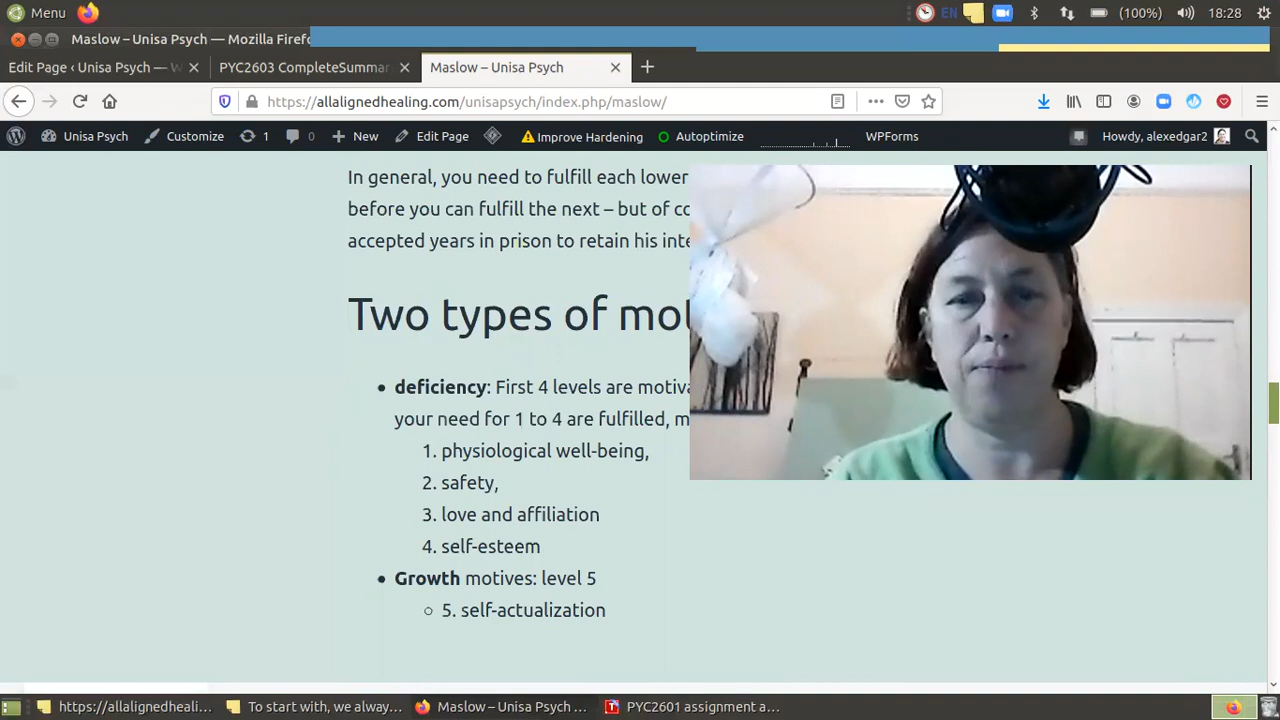 Menu
EN
(100%)
18:28
Maslow – Unisa Psych — Mozilla Firefo
Edit Page ‹ Unisa Psych — W
PYC2603 CompleteSummar
Maslow – Unisa Psych
https://allalignedhealing.com/unisapsych/index.php/maslow/
Unisa Psych
Customize
1
0
New
Edit Page
Improve Hardening
Autoptimize
WPForms
Howdy, alexedgar2
In general, you need to fulfill each lower
before you can fulfill the next – but of co
accepted years in prison to retain his inte
Two types of mot
• deficiency: First 4 levels are motiva
your need for 1 to 4 are fulfilled, m
1. physiological well-being,
2. safety,
3. love and affiliation
4. self-esteem
• Growth motives: level 5
○ 5. self-actualization
https://allalignedheali...
To start with, we alway...
Maslow – Unisa Psych ...
PYC2601 assignment a...